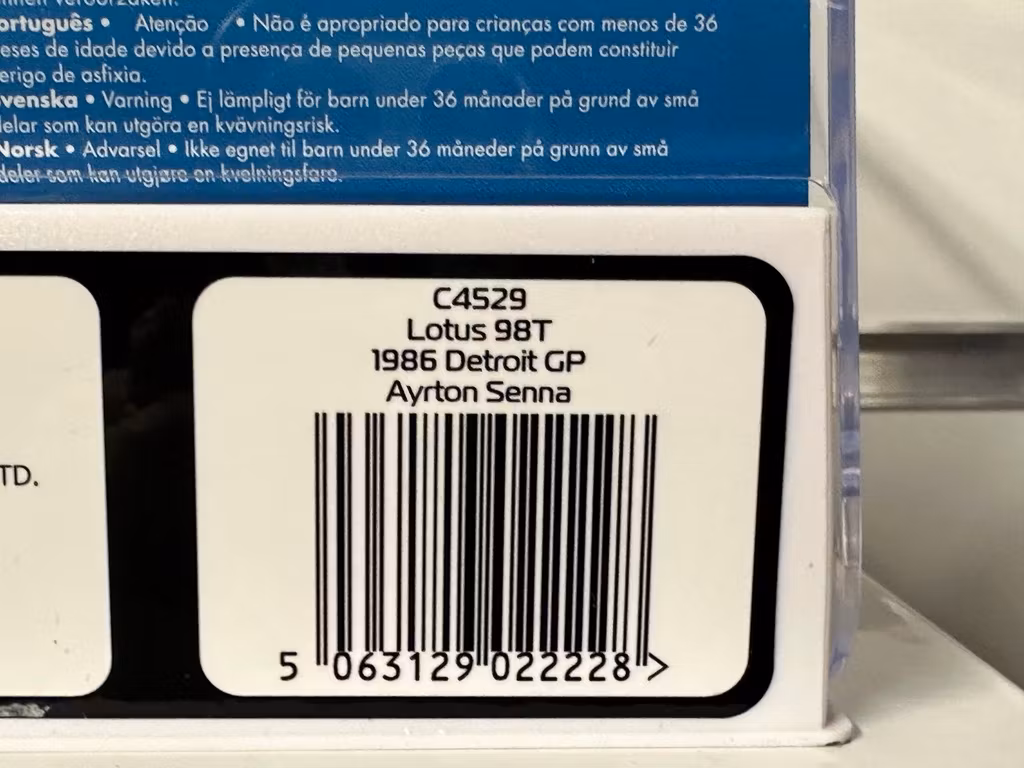 ortuguês • Atenção • Não é apropriado para crianças com menos de 36
eses de idade devido a presença de pequenas peças que podem constituir
erigo de asfixia.
venska • Varning • Ej lämpligt för barn under 36 månader på grund av små
elar som kan utgöra en kvävningsrisk.
Norsk • Advarsel • Ikke egnet til barn under 36 måneder på grunn av små
deler som kan utgjøre en kvelningsfare.
C4529
Lotus 98T
1986 Detroit GP
Ayrton Senna
TD.
5 063129 022228 >